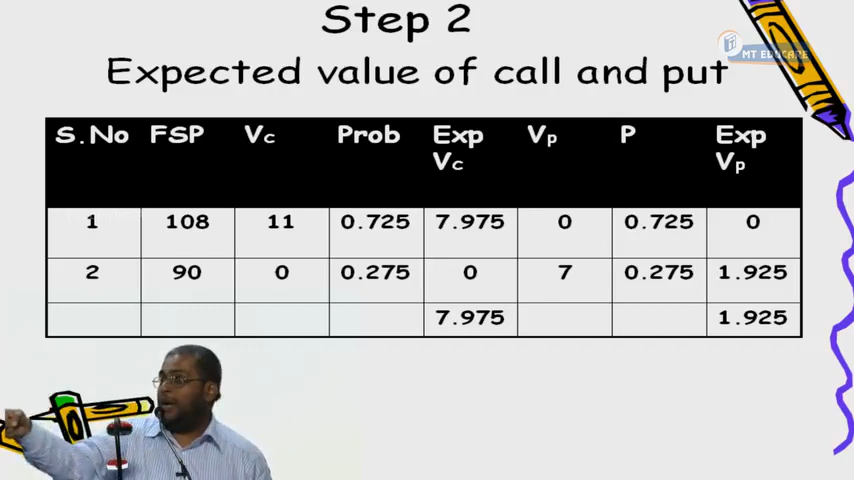 Step 2
MT EDUCARE
Expected value of call and put
S.No FSP Vc Prob Exp Vc Vp P Exp Vp
1 108 11 0.725 7.975 0 0.725 0
2 90 0 0.275 0 7 0.275 1.925
7.975 1.925